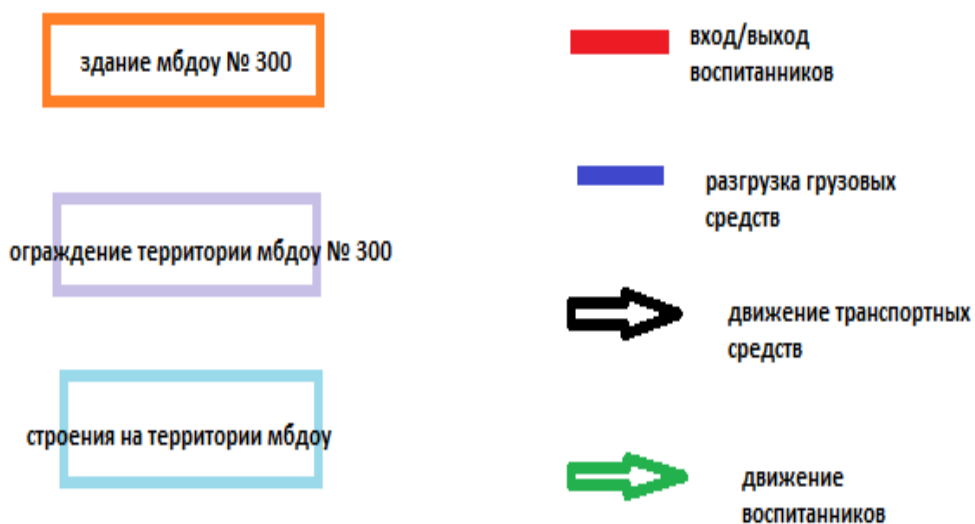 здание мбдоу № 300
ограждение территории мбдоу № 300
строения на территории мбдоу
вход/выход
воспитанников
разгрузка грузовых
средств
движение транспортных
средств
движение
воспитанников